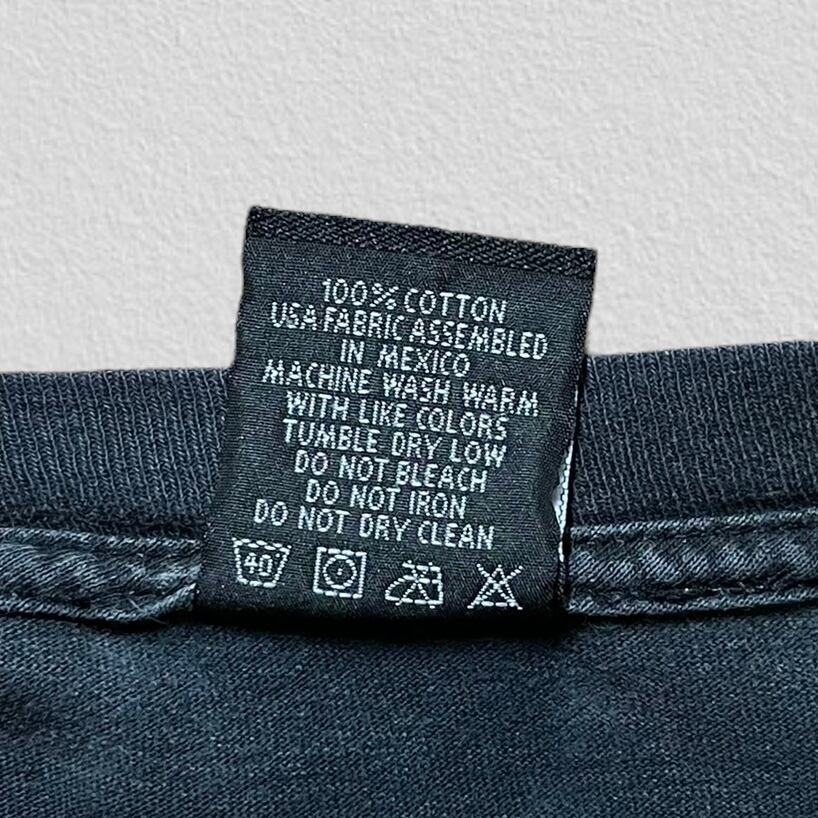 100% COTTON
USA FABRIC ASSEMBLED
IN MEXICO
MACHINE WASH WARM
WITH LIKE COLORS
TUMBLE DRY LOW
DO NOT BLEACH
DO NOT IRON
DO NOT DRY CLEAN
40